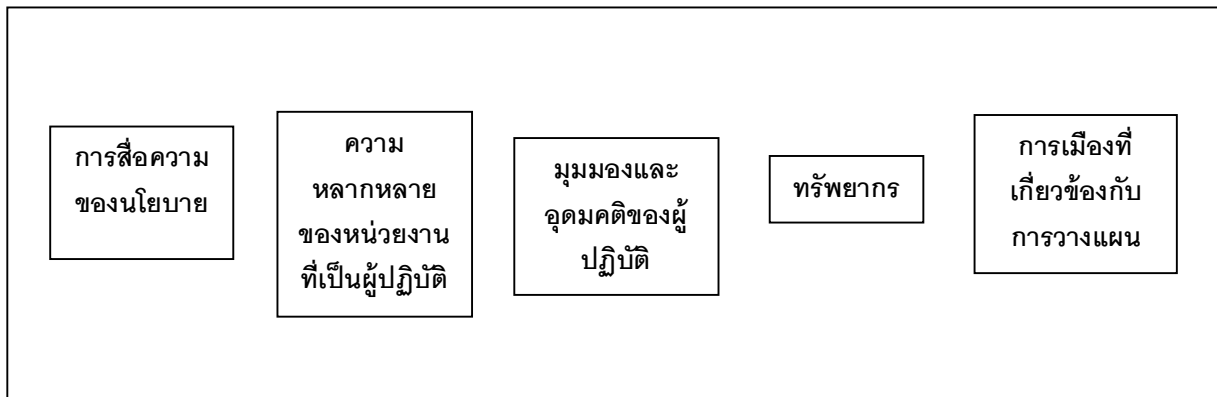 การสื่อความ
ของนโยบาย
ความ
หลากหลาย
ของหน่วยงาน
ที่เป็นผู้ปฏิบัติ
มุมมองและ
อุดมคติของผู้
ปฏิบัติ
ทรัพยากร
การเมืองที่
เกี่ยวข้องกับ
การวางแผน